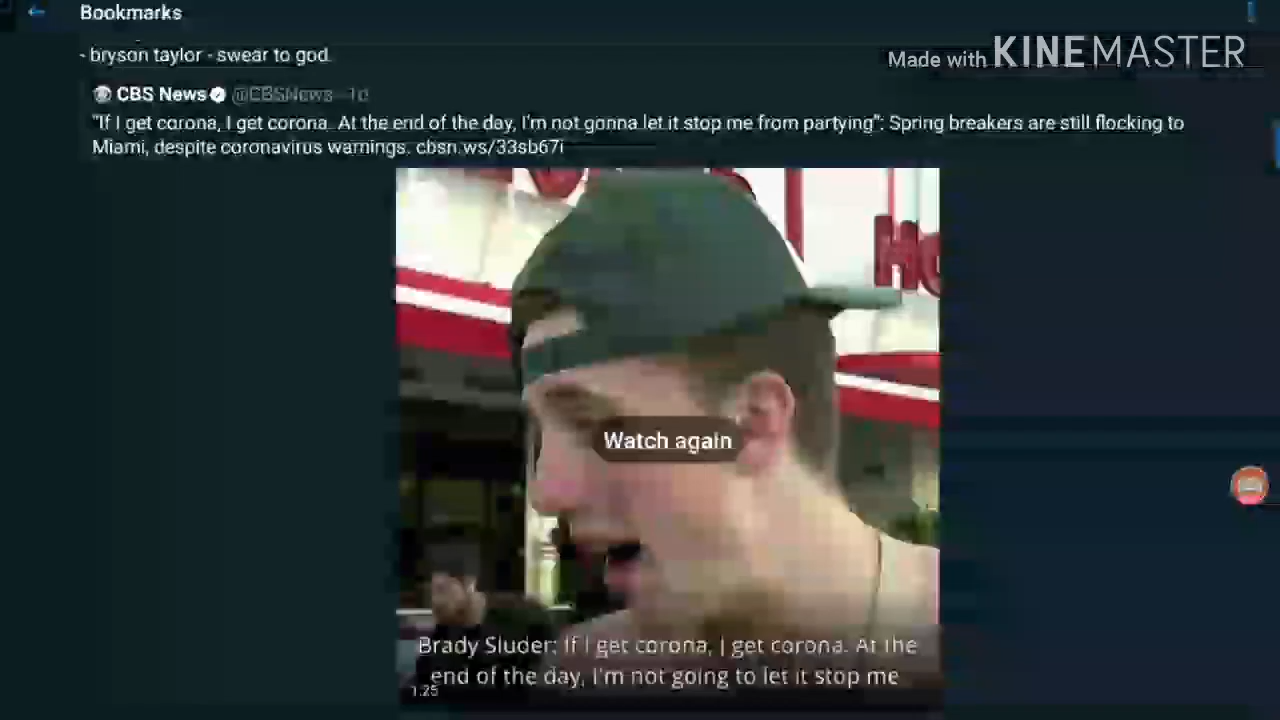 Bookmarks
Made with KINEMASTER
- bryson taylor - swear to god.
CBS News @CBSNews · 1d
"If I get corona, I get corona. At the end of the day, I'm not gonna let it stop me from partying": Spring breakers are still flocking to
Miami, despite coronavirus warnings. cbsn.ws/33sb67i
Watch again
Brady Sluder: If I get corona, I get corona. At the
end of the day, I'm not going to let it stop me
1:25